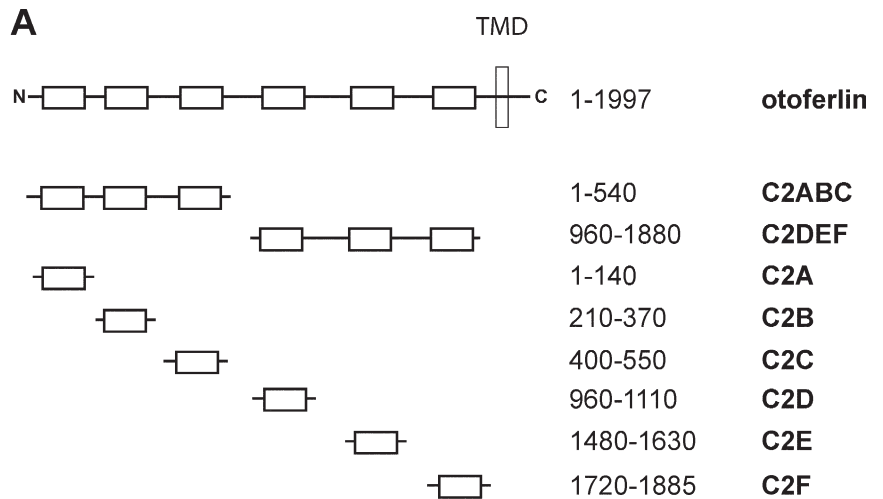 A
TMD
N C 1-1997 otoferlin
1-540 C2ABC
960-1880 C2DEF
1-140 C2A
210-370 C2B
400-550 C2C
960-1110 C2D
1480-1630 C2E
1720-1885 C2F